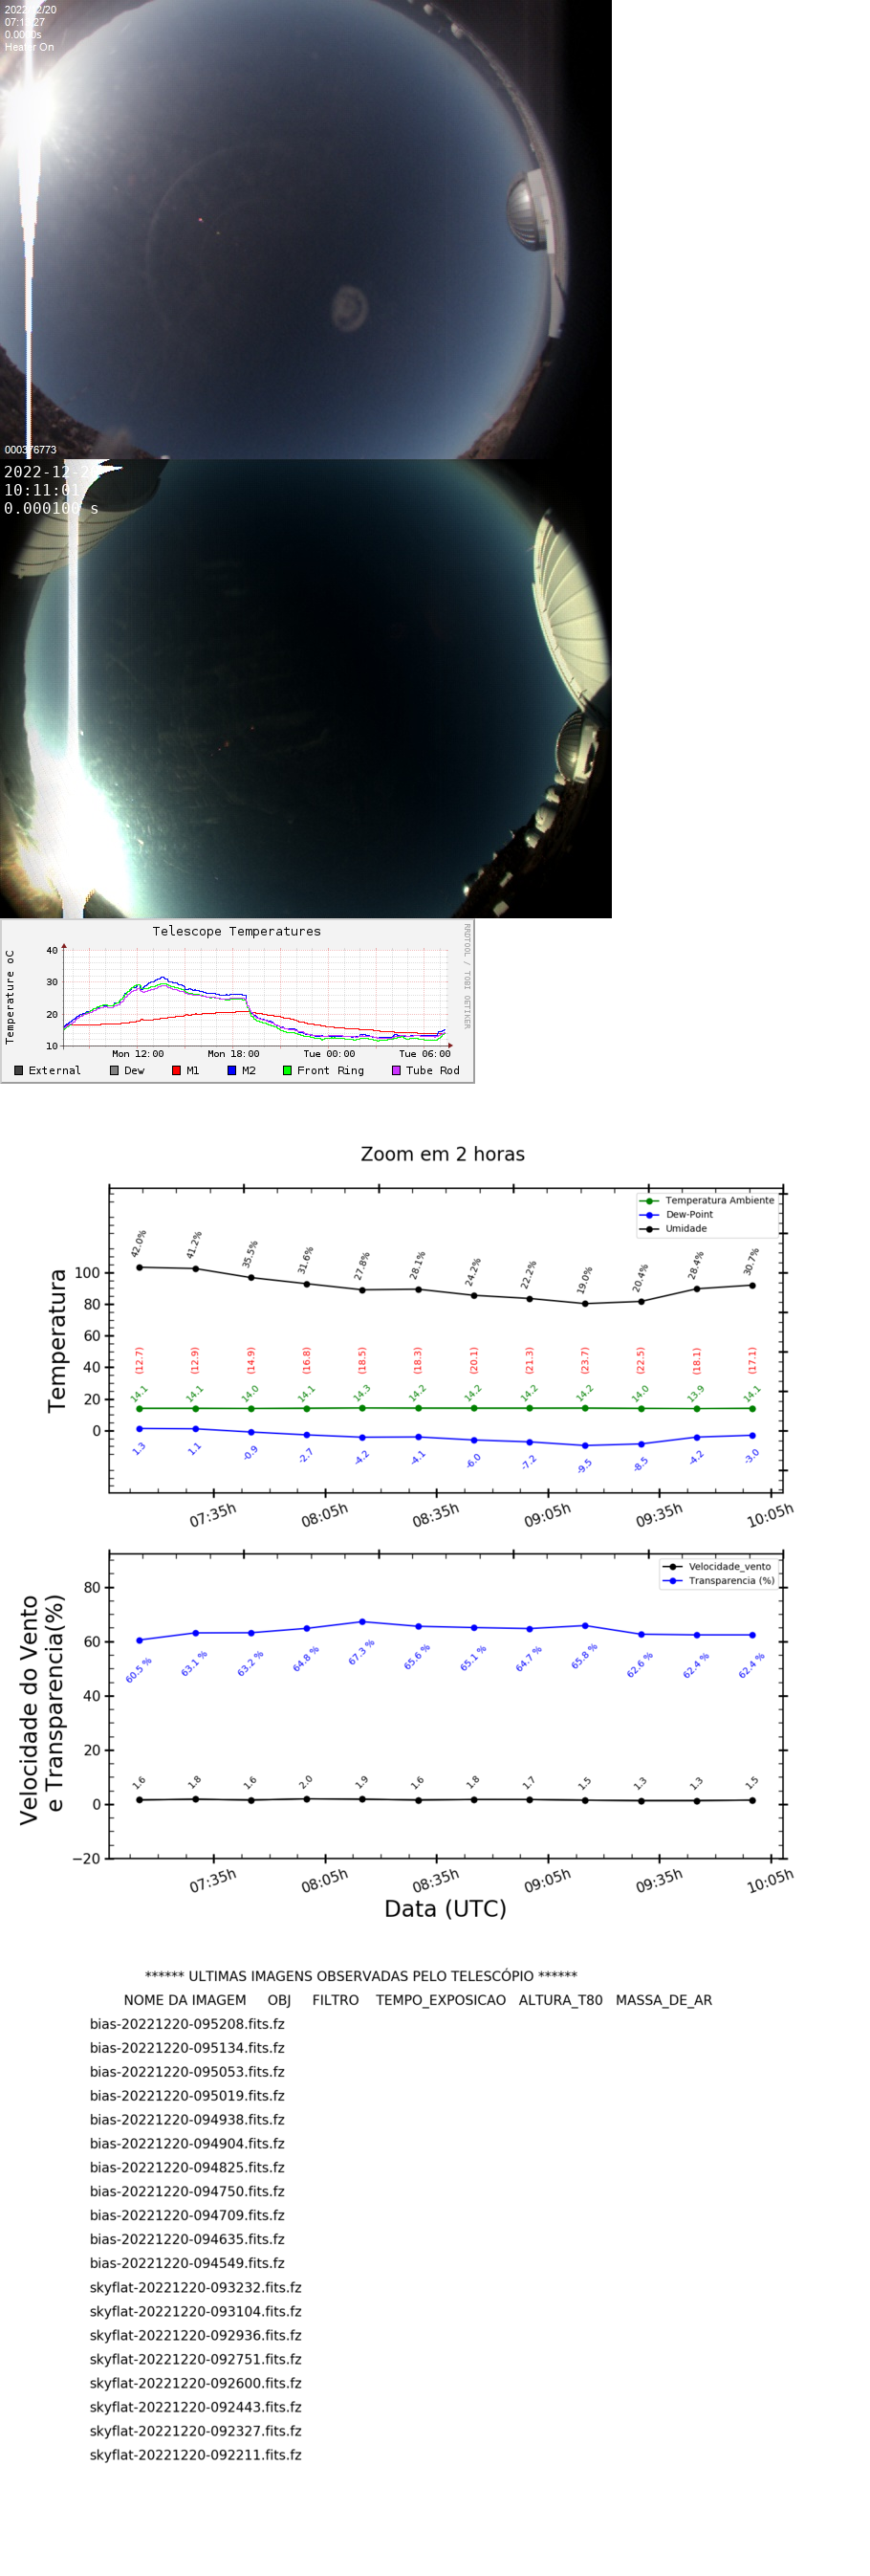 2022/12/20
0.0000s
Heater On
000376773
10:11:01
0.000100 s
Telescope Temperatures
RRDTOOL / TOBI OETIKER
Temperature oC
40
30
20
10
Mon 12:00 Mon 18:00 Tue 00:00 Tue 06:00
External Dew M1 M2 Front Ring Tube Rod
Zoom em 2 horas
Temperatura Ambiente
Dew-Point
Umidade
Temperatura
100
80
60
40
20
0
42.0% 41.2% 35.5% 31.6% 27.8% 28.1% 24.2% 22.2% 19.0% 20.4% 28.4% 30.7%
(12.7) (12.9) (14.9) (16.8) (18.5) (18.3) (20.1) (21.3) (23.7) (22.5) (18.1) (17.1)
14.1 14.1 14.0 14.1 14.3 14.2 14.2 14.2 14.2 14.0 13.9 14.1
1.3 1.1 -0.9 -2.7 -4.2 -4.1 -6.0 -7.2 -9.5 -8.5 -4.2 -3.0
07:35h 08:05h 08:35h 09:05h 09:35h 10:05h
Velocidade_vento
Transparencia (%)
Velocidade do Vento
e Transparencia(%)
80
60
40
20
0
−20
60.5 % 63.1 % 63.2 % 64.8 % 67.3 % 65.6 % 65.1 % 64.7 % 65.8 % 62.6 % 62.4 % 62.4 %
1.6 1.8 1.6 2.0 1.9 1.6 1.8 1.7 1.5 1.3 1.3 1.5
07:35h 08:05h 08:35h 09:05h 09:35h 10:05h
Data (UTC)
****** ULTIMAS IMAGENS OBSERVADAS PELO TELESCÓPIO ******
NOME DA IMAGEM OBJ FILTRO TEMPO_EXPOSICAO ALTURA_T80 MASSA_DE_AR
bias-20221220-095208.fits.fz
bias-20221220-095134.fits.fz
bias-20221220-095053.fits.fz
bias-20221220-095019.fits.fz
bias-20221220-094938.fits.fz
bias-20221220-094904.fits.fz
bias-20221220-094825.fits.fz
bias-20221220-094750.fits.fz
bias-20221220-094709.fits.fz
bias-20221220-094635.fits.fz
bias-20221220-094549.fits.fz
skyflat-20221220-093232.fits.fz
skyflat-20221220-093104.fits.fz
skyflat-20221220-092936.fits.fz
skyflat-20221220-092751.fits.fz
skyflat-20221220-092600.fits.fz
skyflat-20221220-092443.fits.fz
skyflat-20221220-092327.fits.fz
skyflat-20221220-092211.fits.fz